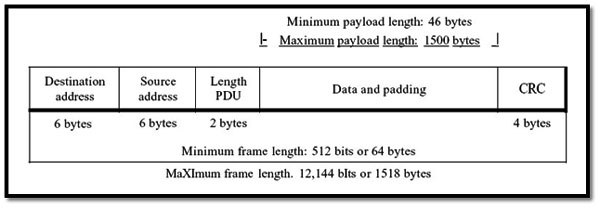 Minimum payload length: 46 bytes
Maximum payload length: 1500 bytes
Destination address
Source address
Length PDU
Data and padding
CRC
6 bytes
6 bytes
2 bytes
4 bytes
Minimum frame length: 512 bits or 64 bytes
MaXImum frame length. 12,144 bIts or 1518 bytes